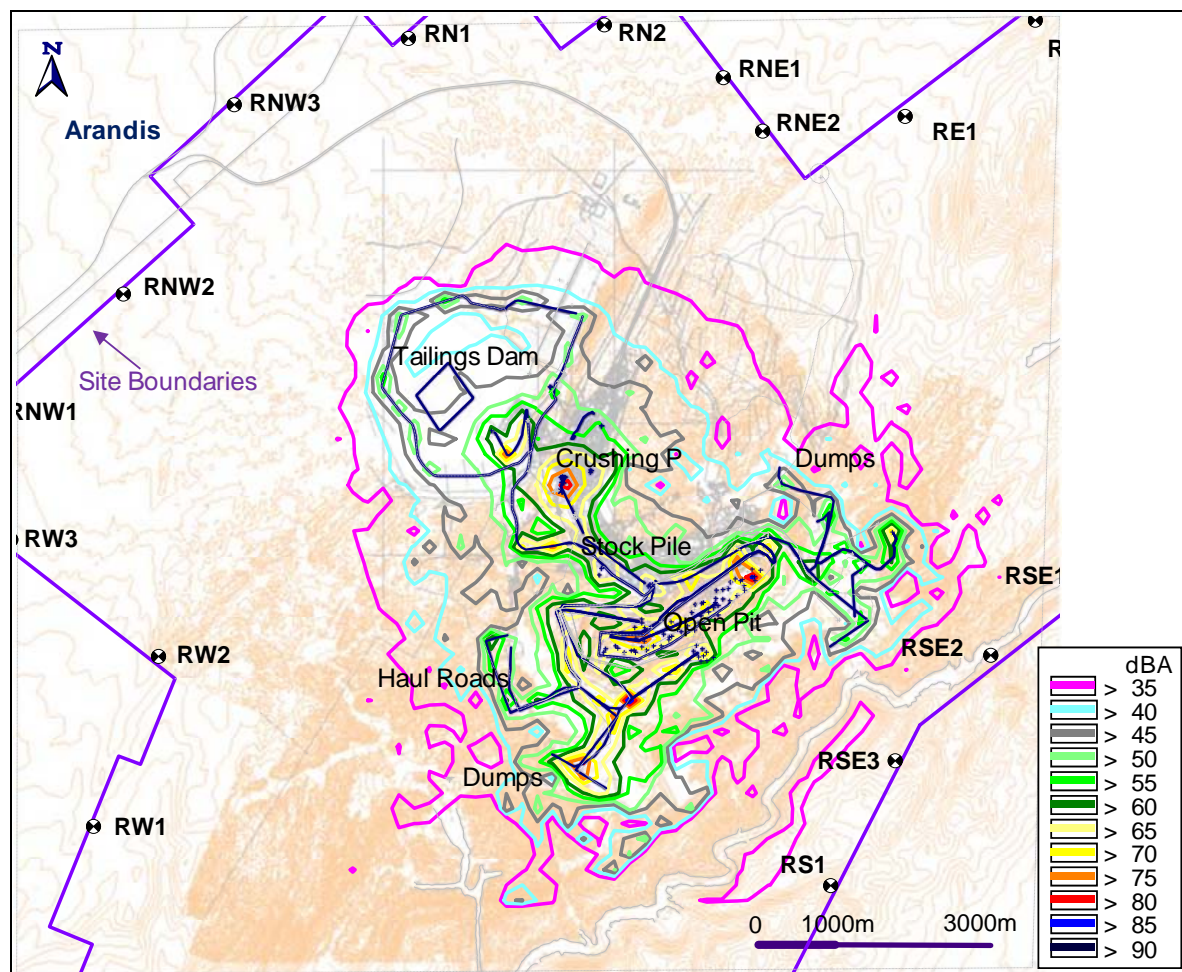 N
RN1
RN2
RNE1
RNW3
Arandis
RNE2
RE1
RNW2
Tailings Dam
Site Boundaries
RNW1
Crushing P
Dumps
RW3
Stock Pile
RSE1
Open Pit
RW2
RSE2
Haul Roads
dBA
> 35
> 40
> 45
> 50
> 55
> 60
> 65
> 70
> 75
> 80
> 85
> 90
RSE3
Dumps
RW1
RS1
0 1000m 3000m